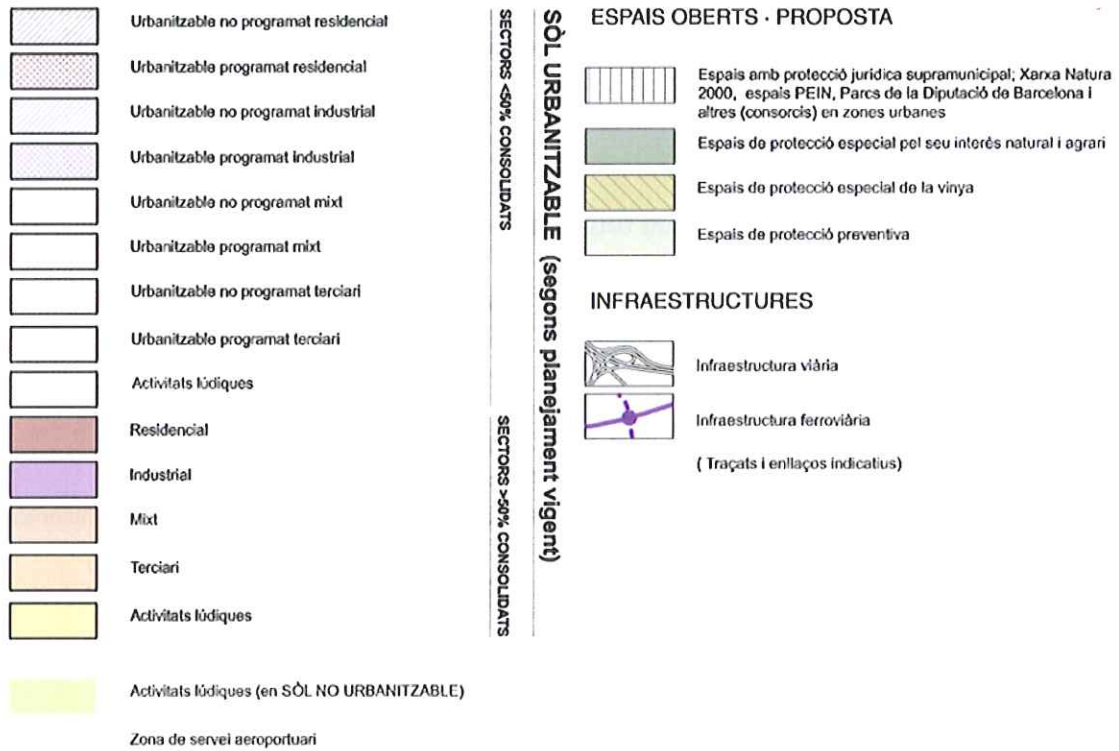 Urbanitzable no programat residencial
Urbanitzable programat residencial
Urbanitzable no programat industrial
Urbanitzable programat industrial
Urbanitzable no programat mixt
Urbanitzable programat mixt
Urbanitzable no programat terciari
Urbanitzable programat terciari
Activitats lúdiques
Residencial
Industrial
Mixt
Terciari
Activitats lúdiques
Activitats lúdiques (en SÒL NO URBANITZABLE)
Zona de servei aeroportuari
SECTORS <50% CONSOLIDATS
SECTORS >50% CONSOLIDATS
SÒL URBANITZABLE (segons planejament vigent)
ESPAIS OBERTS · PROPOSTA
Espais amb protecció jurídica supramunicipal; Xarxa Natura
2000, espais PEIN, Parcs de la Diputació de Barcelona i
altres (consorcis) en zones urbanes
Espais de protecció especial pel seu interès natural i agrari
Espais de protecció especial de la vinya
Espais de protecció preventiva
INFRAESTRUCTURES
Infraestructura viària
Infraestructura ferroviària
( Traçats i enllaços indicatius)